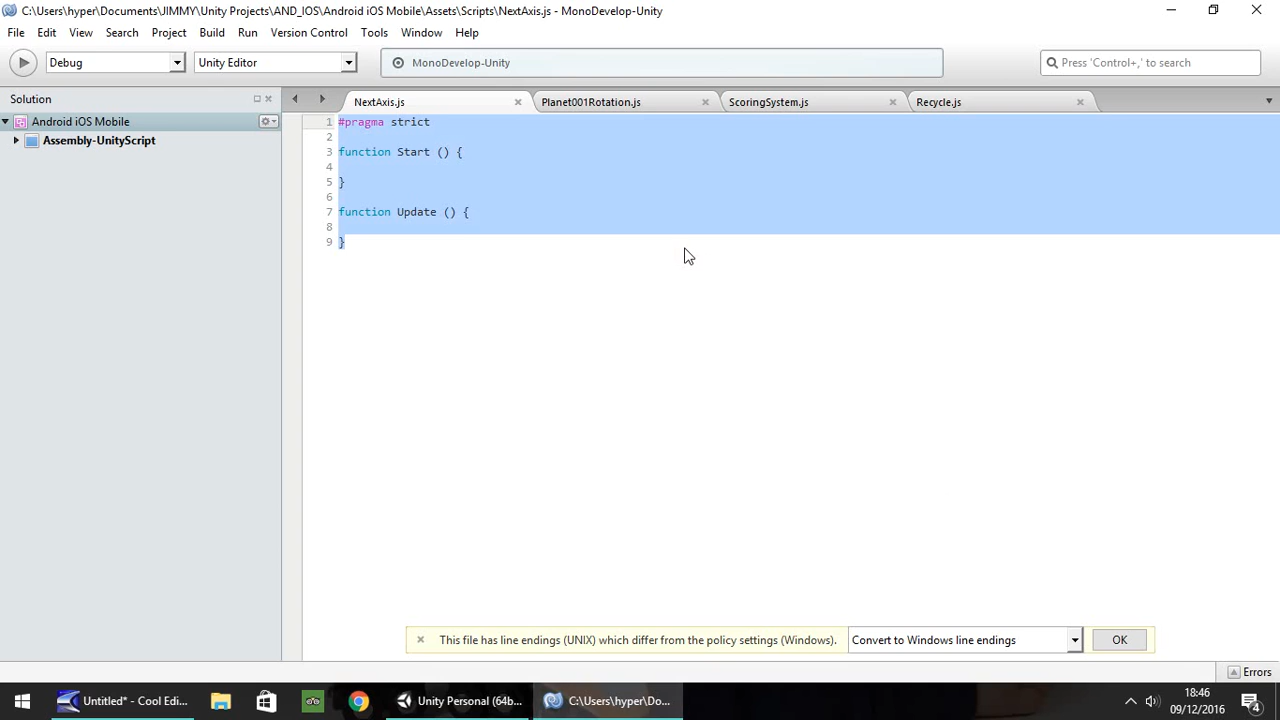 C:\Users\hyper\Documents\JIMMY\Unity Projects\AND_IOS\Android iOS Mobile\Assets\Scripts\NextAxis.js - MonoDevelop-Unity
File Edit View Search Project Build Run Version Control Tools Window Help
Debug Unity Editor MonoDevelop-Unity Press 'Control+,' to search
Solution NextAxis.js Planet001Rotation.js ScoringSystem.js Recycle.js
Android iOS Mobile
Assembly-UnityScript
1 #pragma strict
2
3 function Start () {
4
5 }
6
7 function Update () {
8
9 }
This file has line endings (UNIX) which differ from the policy settings (Windows). Convert to Windows line endings OK
Errors
Untitled* - Cool Edi... Unity Personal (64b... C:\Users\hyper\Do... 18:46
09/12/2016 4